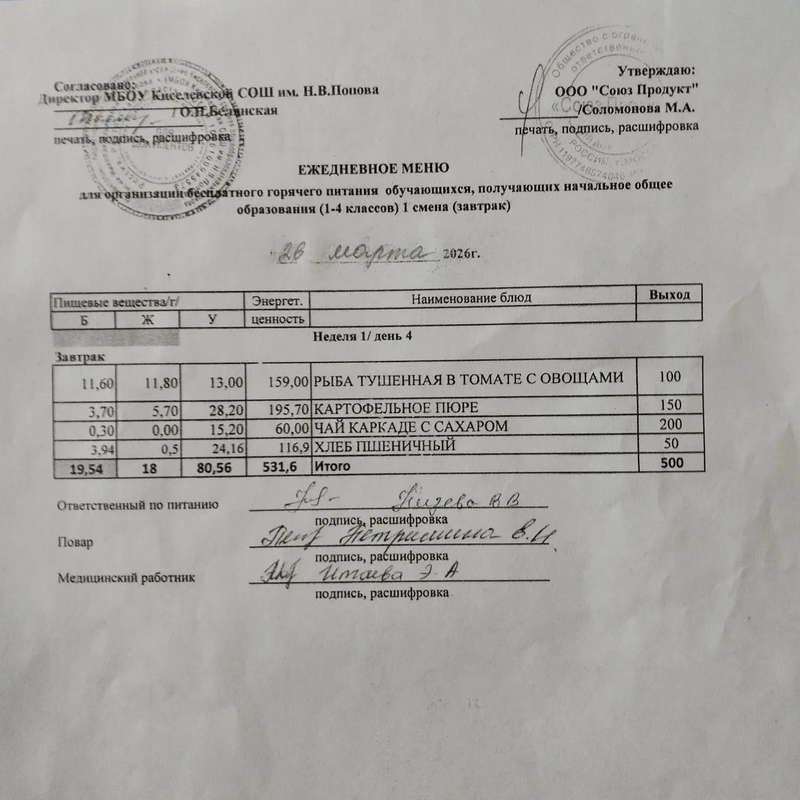 Согласовано:
Директор МБОУ Киселевской СОШ им. Н.В.Попова
О.П.Белинская
печать, подпись, расшифровка
Утверждаю:
ООО "Союз Продукт"
/Соломонова М.А.
печать, подпись, расшифровка
Общество с ограниченной
ответственностью
ЕЖЕДНЕВНОЕ МЕНЮ
для организации бесплатного горячего питания обучающихся, получающих начальное общее
образования (1-4 классов) 1 смена (завтрак)
26 марта 2026г.
Пищевые вещества/г/ Энергет. Наименование блюд Выход
Б Ж У ценность
Неделя 1/ день 4
Завтрак
11,60 11,80 13,00 159,00 РЫБА ТУШЕННАЯ В ТОМАТЕ С ОВОЩАМИ 100
3,70 5,70 28,20 195,70 КАРТОФЕЛЬНОЕ ПЮРЕ 150
0,30 0,00 15,20 60,00 ЧАЙ КАРКАДЕ С САХАРОМ 200
3,94 0,5 24,16 116,9 ХЛЕБ ПШЕНИЧНЫЙ 50
19,54 18 80,56 531,6 Итого 500
Ответственный по питанию
подпись, расшифровка
Повар Е.И.
подпись, расшифровка
Медицинский работник Э.А
подпись, расшифровка